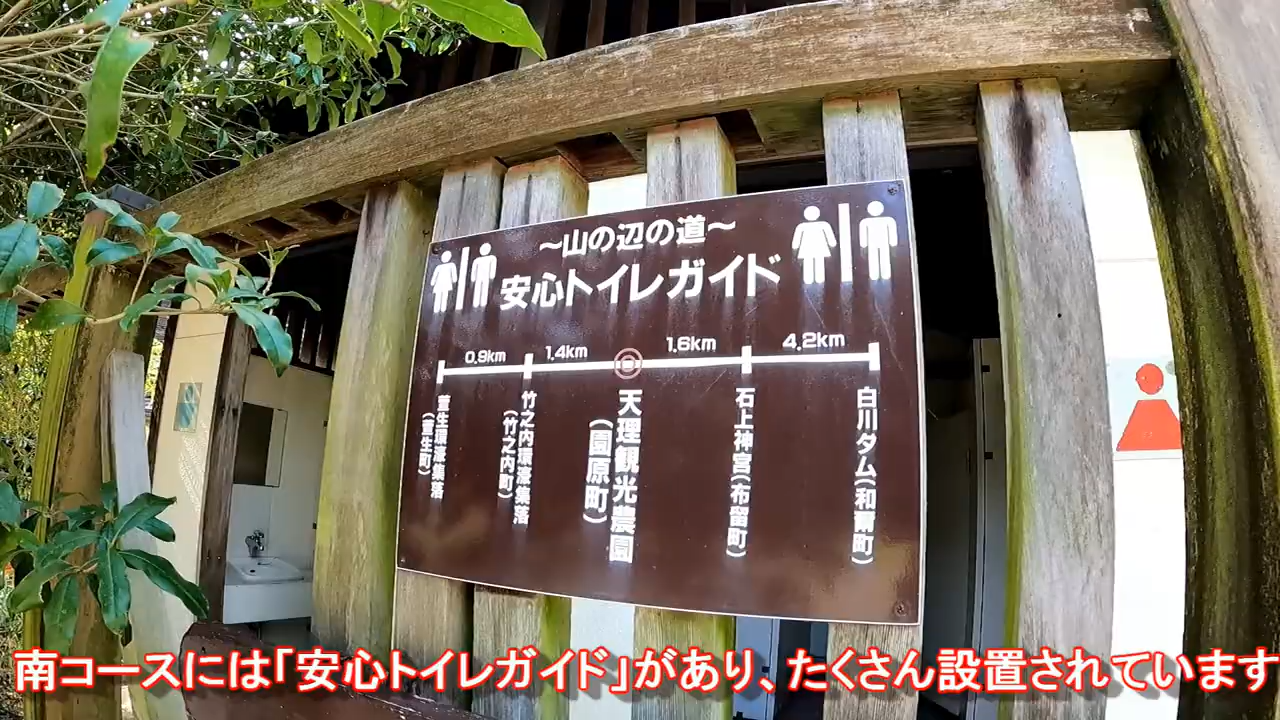 ～山の辺の道～
安心トイレガイド
0.9km
1.4km
1.6km
4.2km
萱生環濠集落
(萱生町)
竹之内環濠集落
(竹之内町)
天理観光農園
(園原町)
石上神宮(布留町)
白川ダム(和爾町)
南コースには「安心トイレガイド」があり、たくさん設置されています